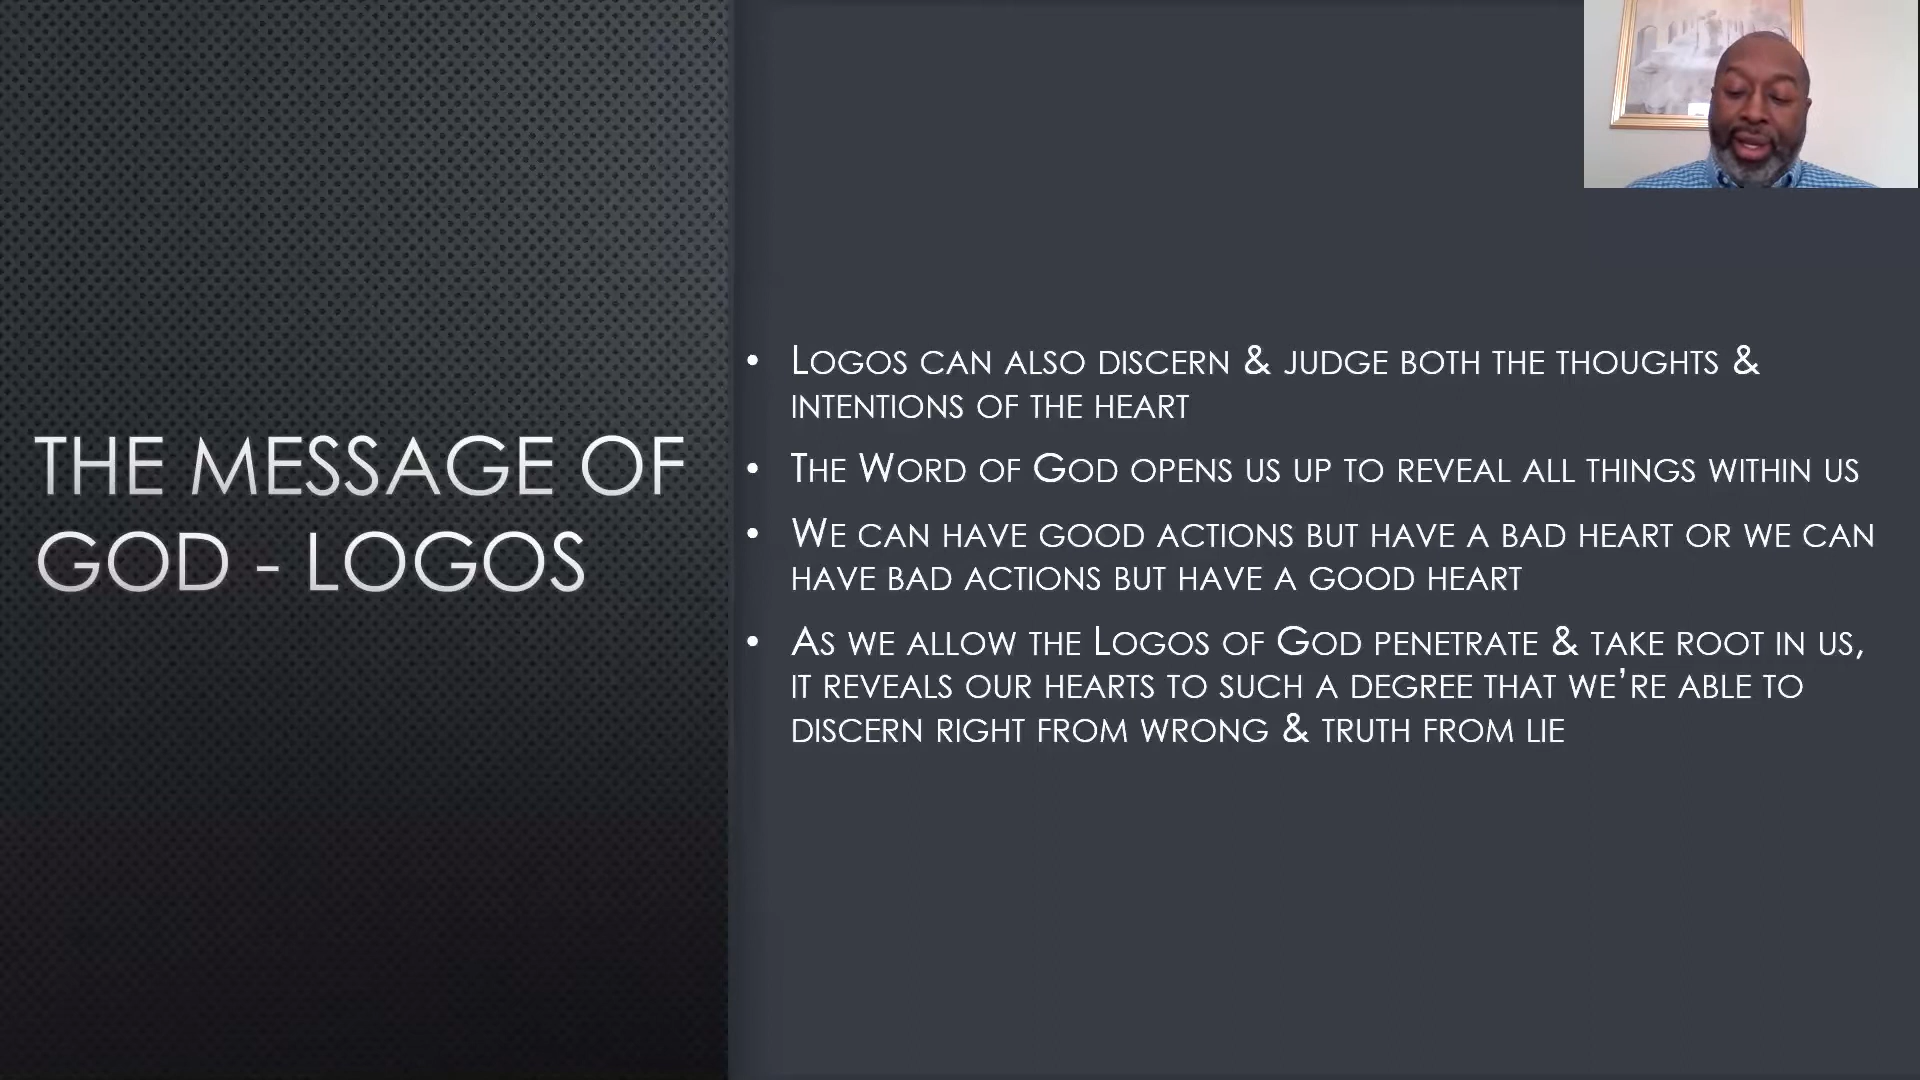 THE MESSAGE OF
GOD - LOGOS
• LOGOS CAN ALSO DISCERN & JUDGE BOTH THE THOUGHTS &
INTENTIONS OF THE HEART
• THE WORD OF GOD OPENS US UP TO REVEAL ALL THINGS WITHIN US
• WE CAN HAVE GOOD ACTIONS BUT HAVE A BAD HEART OR WE CAN
HAVE BAD ACTIONS BUT HAVE A GOOD HEART
• AS WE ALLOW THE LOGOS OF GOD PENETRATE & TAKE ROOT IN US,
IT REVEALS OUR HEARTS TO SUCH A DEGREE THAT WE’RE ABLE TO
DISCERN RIGHT FROM WRONG & TRUTH FROM LIE